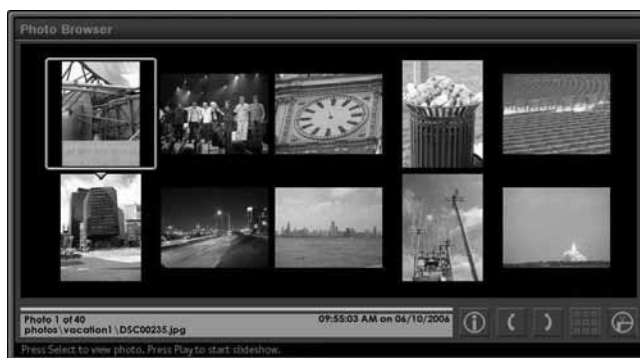 Photo Browser
Photo 1 of 40
09:55:03 AM on 06/10/2006
photos\vacation1\DSC00235.jpg
Press Select to view photo. Press Play to start slideshow.